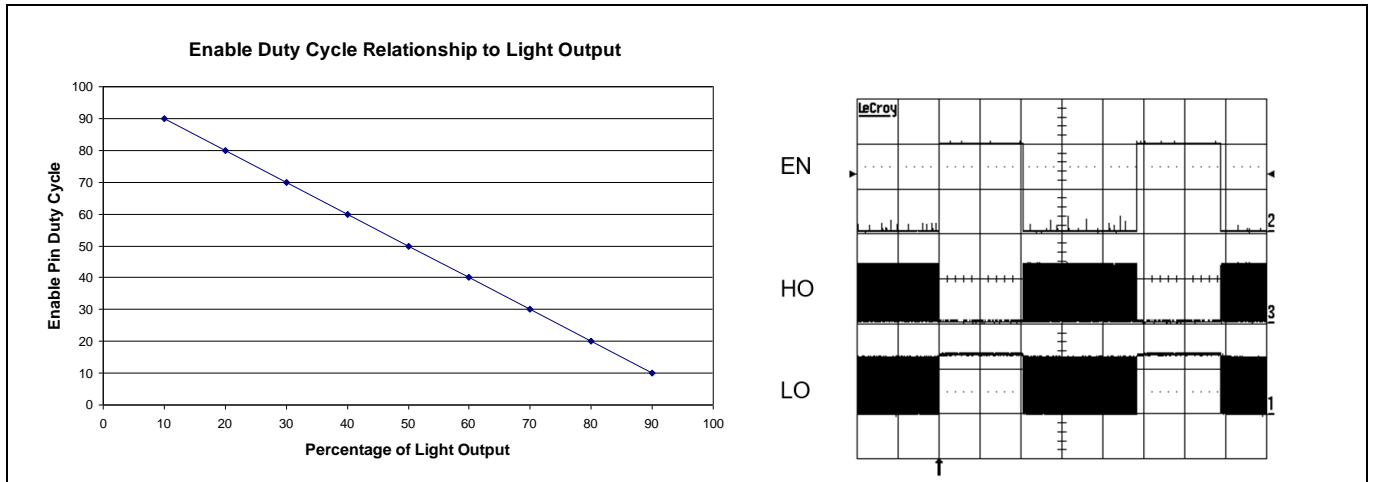 Enable Duty Cycle Relationship to Light Output
100
90
80
70
60
50
40
30
20
10
0
0 10 20 30 40 50 60 70 80 90 100
Enable Pin Duty Cycle
Percentage of Light Output
LeCroy
EN
2
HO
3
LO
1